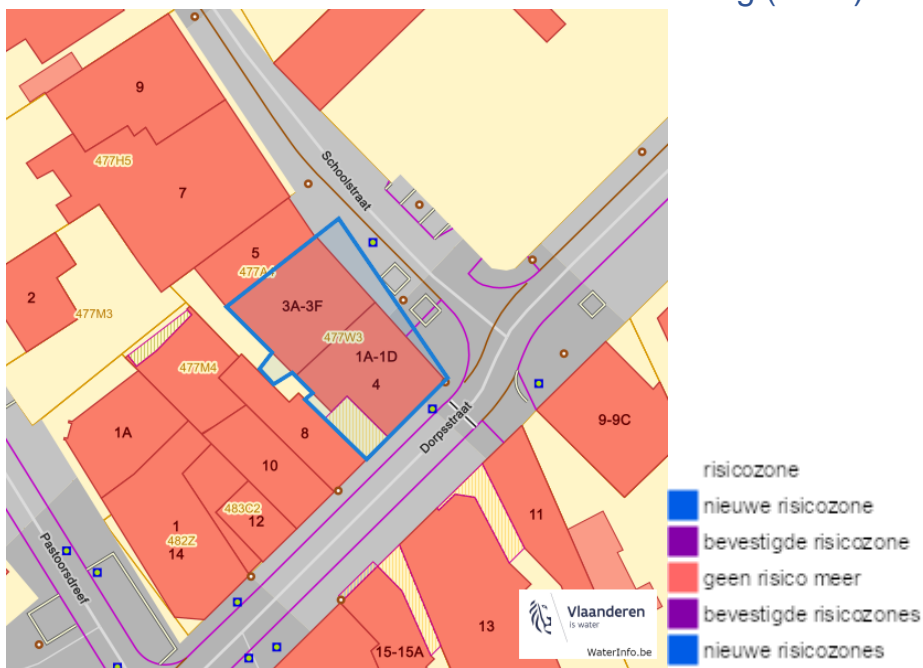 9
477H5
7
Schoolstraat
5
477A4
2
477M3
3A-3F
477W3
1A-1D
4
477M4
1A
8
10
483C2
12
1
482Z
14
Dorpsstraat
9-9C
11
13
15-15A
Pastoorsdreef
Vlaanderen
is water
WaterInfo.be
risicozone
nieuwe risicozone
bevestigde risicozone
geen risico meer
bevestigde risicozones
nieuwe risicozones